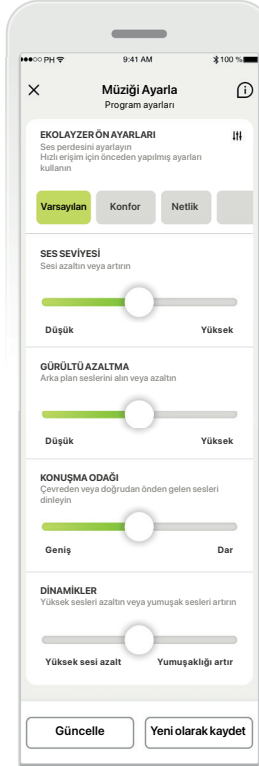 PH 9:41 AM 100 %
Müziği Ayarla
Program ayarları
EKOLAYZER ÖN AYARLARI
Ses perdesini ayarlayın
Hızlı erişim için önceden yapılmış ayarları
kullanın
Varsayılan Konfor Netlik
SES SEVİYESİ
Sesi azaltın veya artırın
Düşük Yüksek
GÜRÜLTÜ AZALTMA
Arka plan seslerini alın veya azaltın
Düşük Yüksek
KONUŞMA ODAĞI
Çevreden veya doğrudan önden gelen sesleri
dinleyin
Geniş Dar
DİNAMİKLER
Yüksek sesleri azaltın veya yumuşak sesleri artırın
Yüksek sesi azalt Yumuşaklığı artır
Güncelle Yeni olarak kaydet